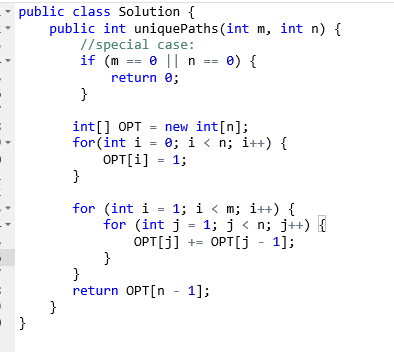 public class Solution {
public int uniquePaths(int m, int n) {
//special case:
if (m == 0 || n == 0) {
return 0;
}
int[] OPT = new int[n];
for(int i = 0; i < n; i++) {
OPT[i] = 1;
}
for (int i = 1; i < m; i++) {
for (int j = 1; j < n; j++) {
OPT[j] += OPT[j - 1];
}
}
return OPT[n - 1];
}
}